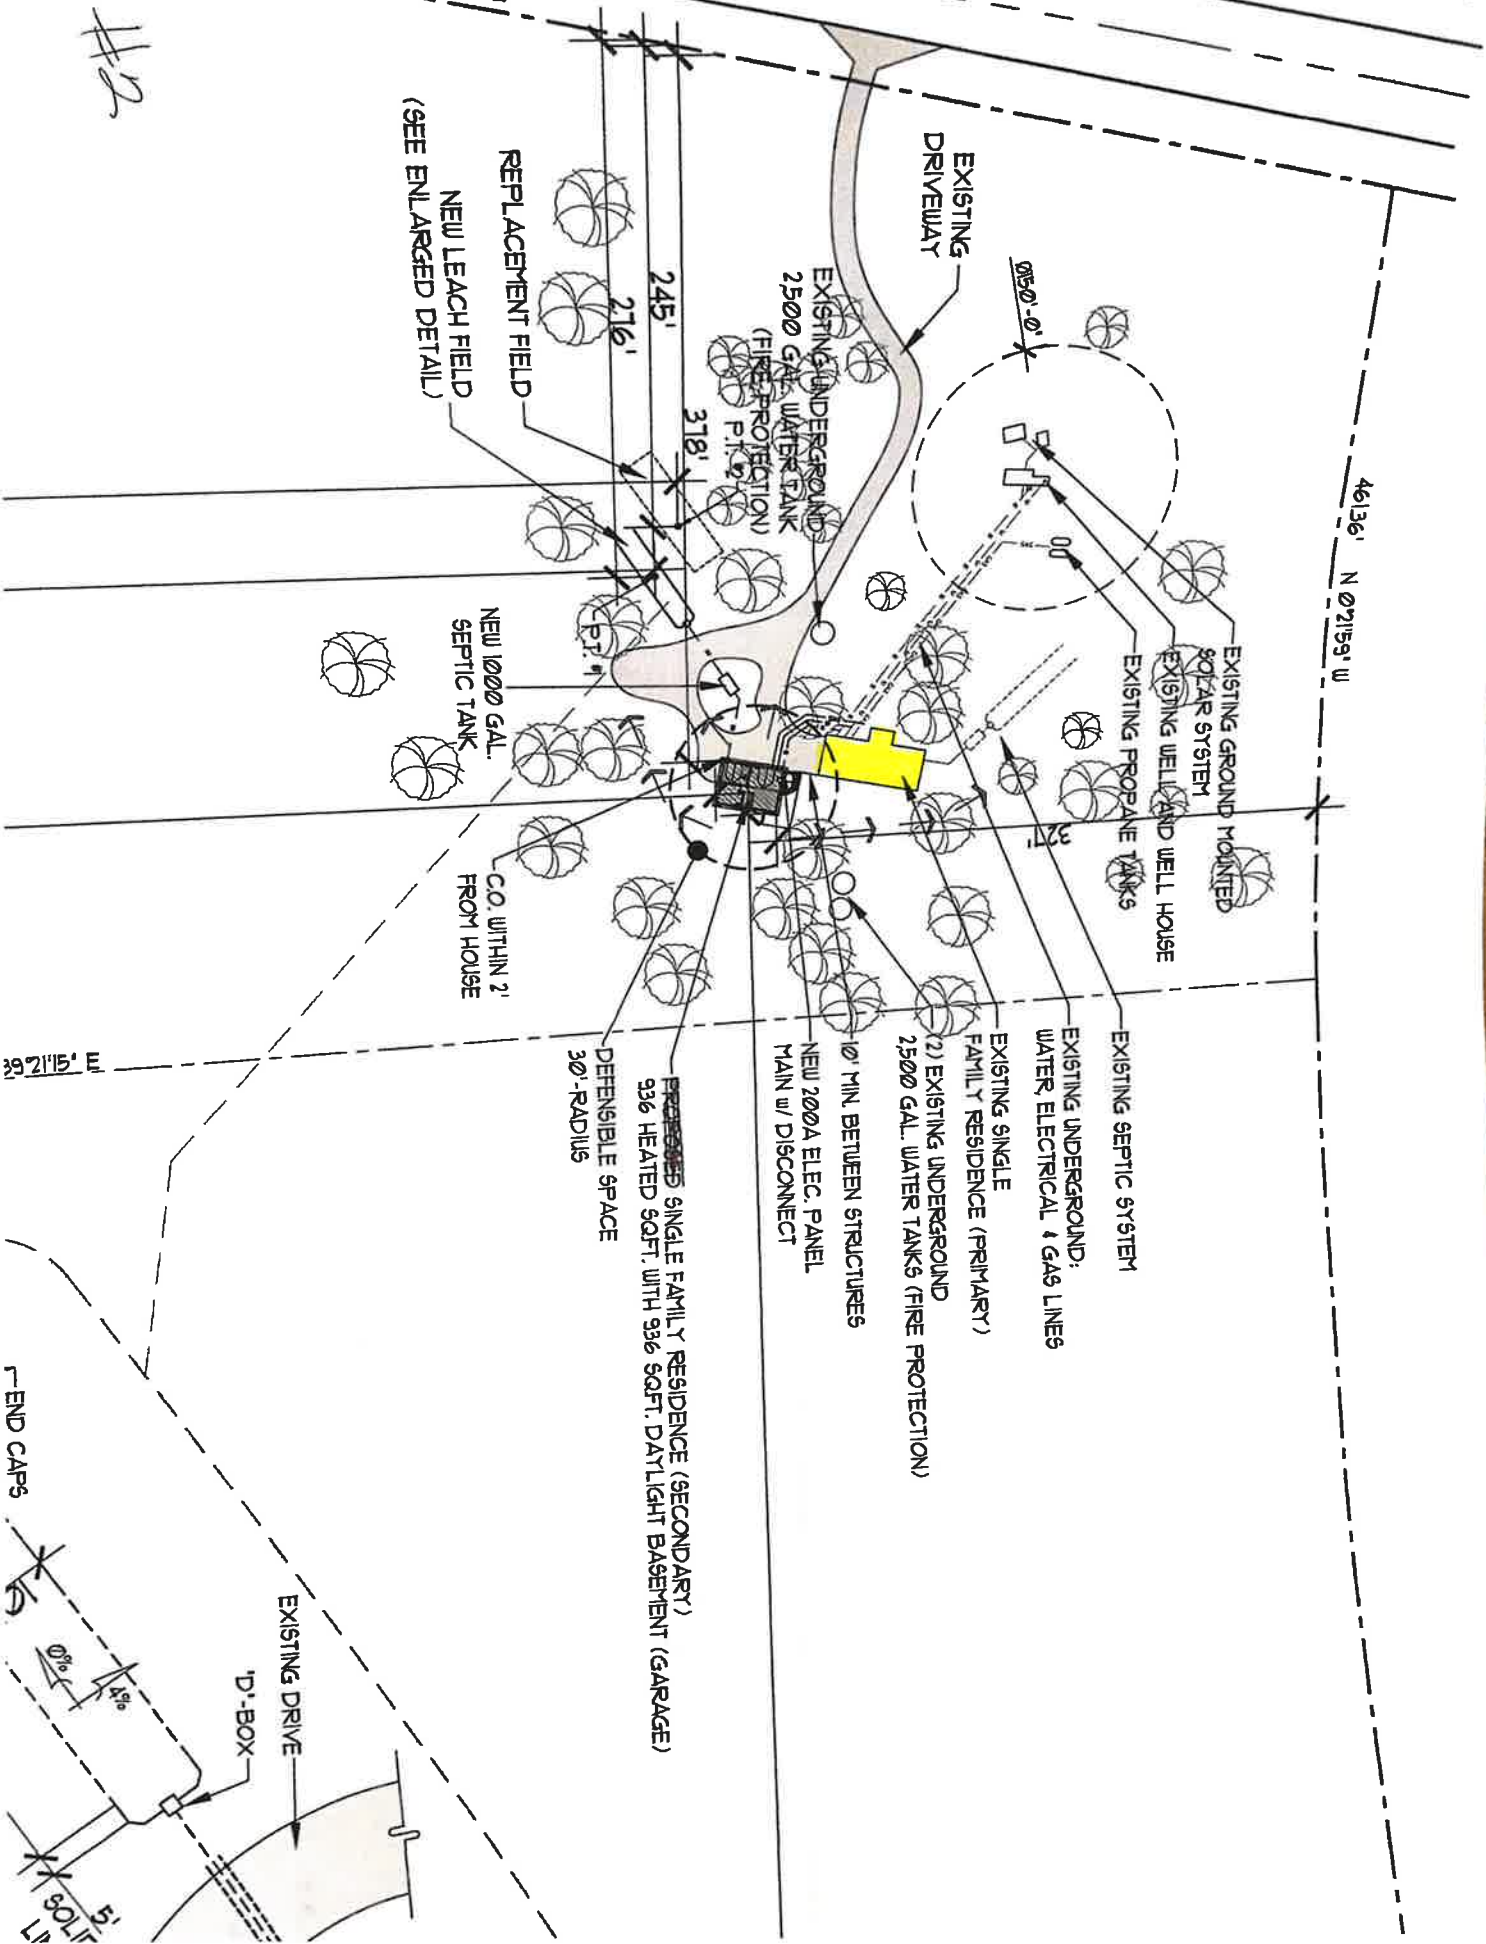 #2
461.36' N 0°21'59" W
EXISTING GROUND MOUNTED
SOLAR SYSTEM
EXISTING WELL AND WELL HOUSE
EXISTING PROPANE TANKS
Ø150'-0"
EXISTING
DRIVEWAY
EXISTING UNDERGROUND
2,500 GAL. WATER TANK
(FIRE PROTECTION)
P.T. #2
378'
245'
276'
REPLACEMENT FIELD
NEW LEACH FIELD
(SEE ENLARGED DETAIL)
P.T. #1
NEW 1000 GAL.
SEPTIC TANK
C.O. WITHIN 2'
FROM HOUSE
327'
EXISTING SEPTIC SYSTEM
EXISTING UNDERGROUND:
WATER, ELECTRICAL & GAS LINES
EXISTING SINGLE
FAMILY RESIDENCE (PRIMARY)
(2) EXISTING UNDERGROUND
2,500 GAL. WATER TANKS (FIRE PROTECTION)
10' MIN. BETWEEN STRUCTURES
NEW 200A ELEC. PANEL
MAIN W/ DISCONNECT
PROPOSED SINGLE FAMILY RESIDENCE (SECONDARY)
936 HEATED SQ.FT. WITH 936 SQ.FT. DAYLIGHT BASEMENT (GARAGE)
DEFENSIBLE SPACE
30'-RADIUS
39°21'15" E
END CAPS
0%
4%
EXISTING DRIVE
'D'-BOX
5'